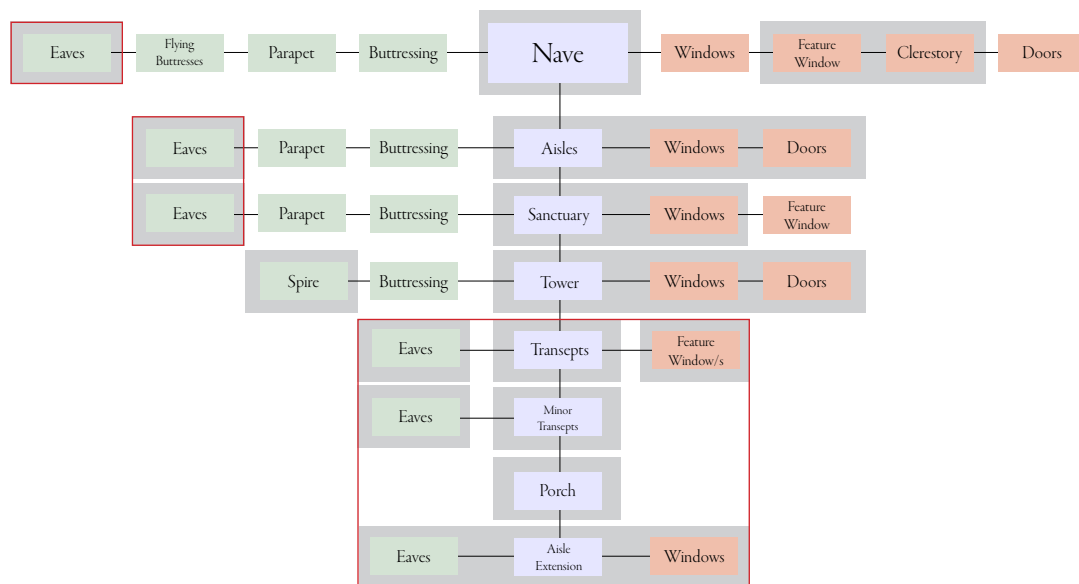 Eaves
Flying
Buttresses
Parapet
Buttressing
Nave
Windows
Feature
Window
Clerestory
Doors
Eaves
Parapet
Buttressing
Aisles
Windows
Doors
Eaves
Parapet
Buttressing
Sanctuary
Windows
Feature
Window
Spire
Buttressing
Tower
Windows
Doors
Eaves
Transepts
Feature
Window/s
Eaves
Minor
Transepts
Porch
Eaves
Aisle
Extension
Windows